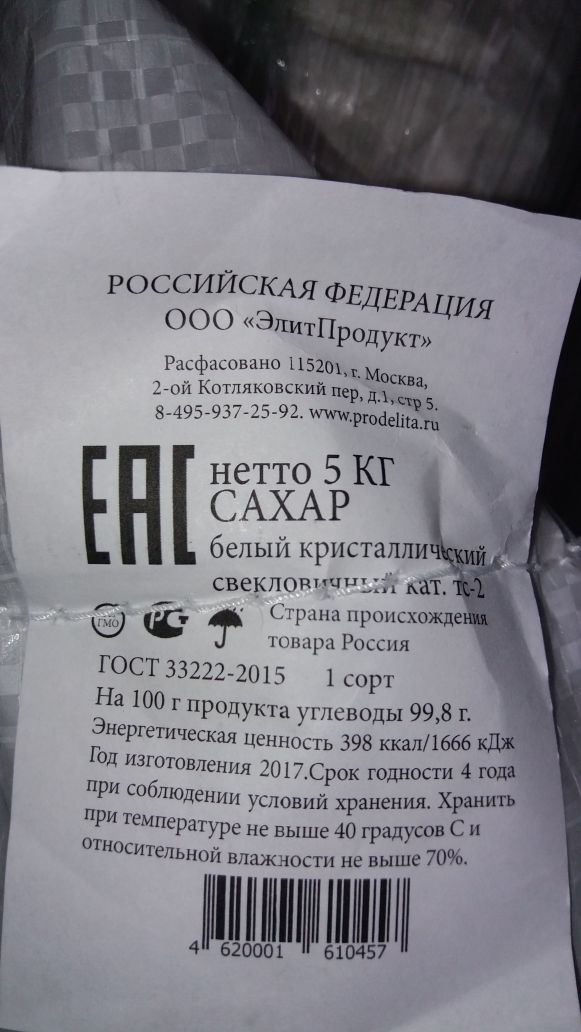 РОССИЙСКАЯ ФЕДЕРАЦИЯ
ООО «ЭлитПродукт»
Расфасовано 115201, г. Москва,
2-ой Котляковский пер, д.1, стр 5.
8-495-937-25-92. www.prodelita.ru
ЕАС
нетто 5 КГ
САХАР
белый кристаллический
свекловичный кат. тс-2
ГМО РСТ Страна происхождения
товара Россия
ГОСТ 33222-2015 1 сорт
На 100 г продукта углеводы 99,8 г.
Энергетическая ценность 398 ккал/1666 кДж
Год изготовления 2017.Срок годности 4 года
при соблюдении условий хранения. Хранить
при температуре не выше 40 градусов С и
относительной влажности не выше 70%.
4 620001 610457